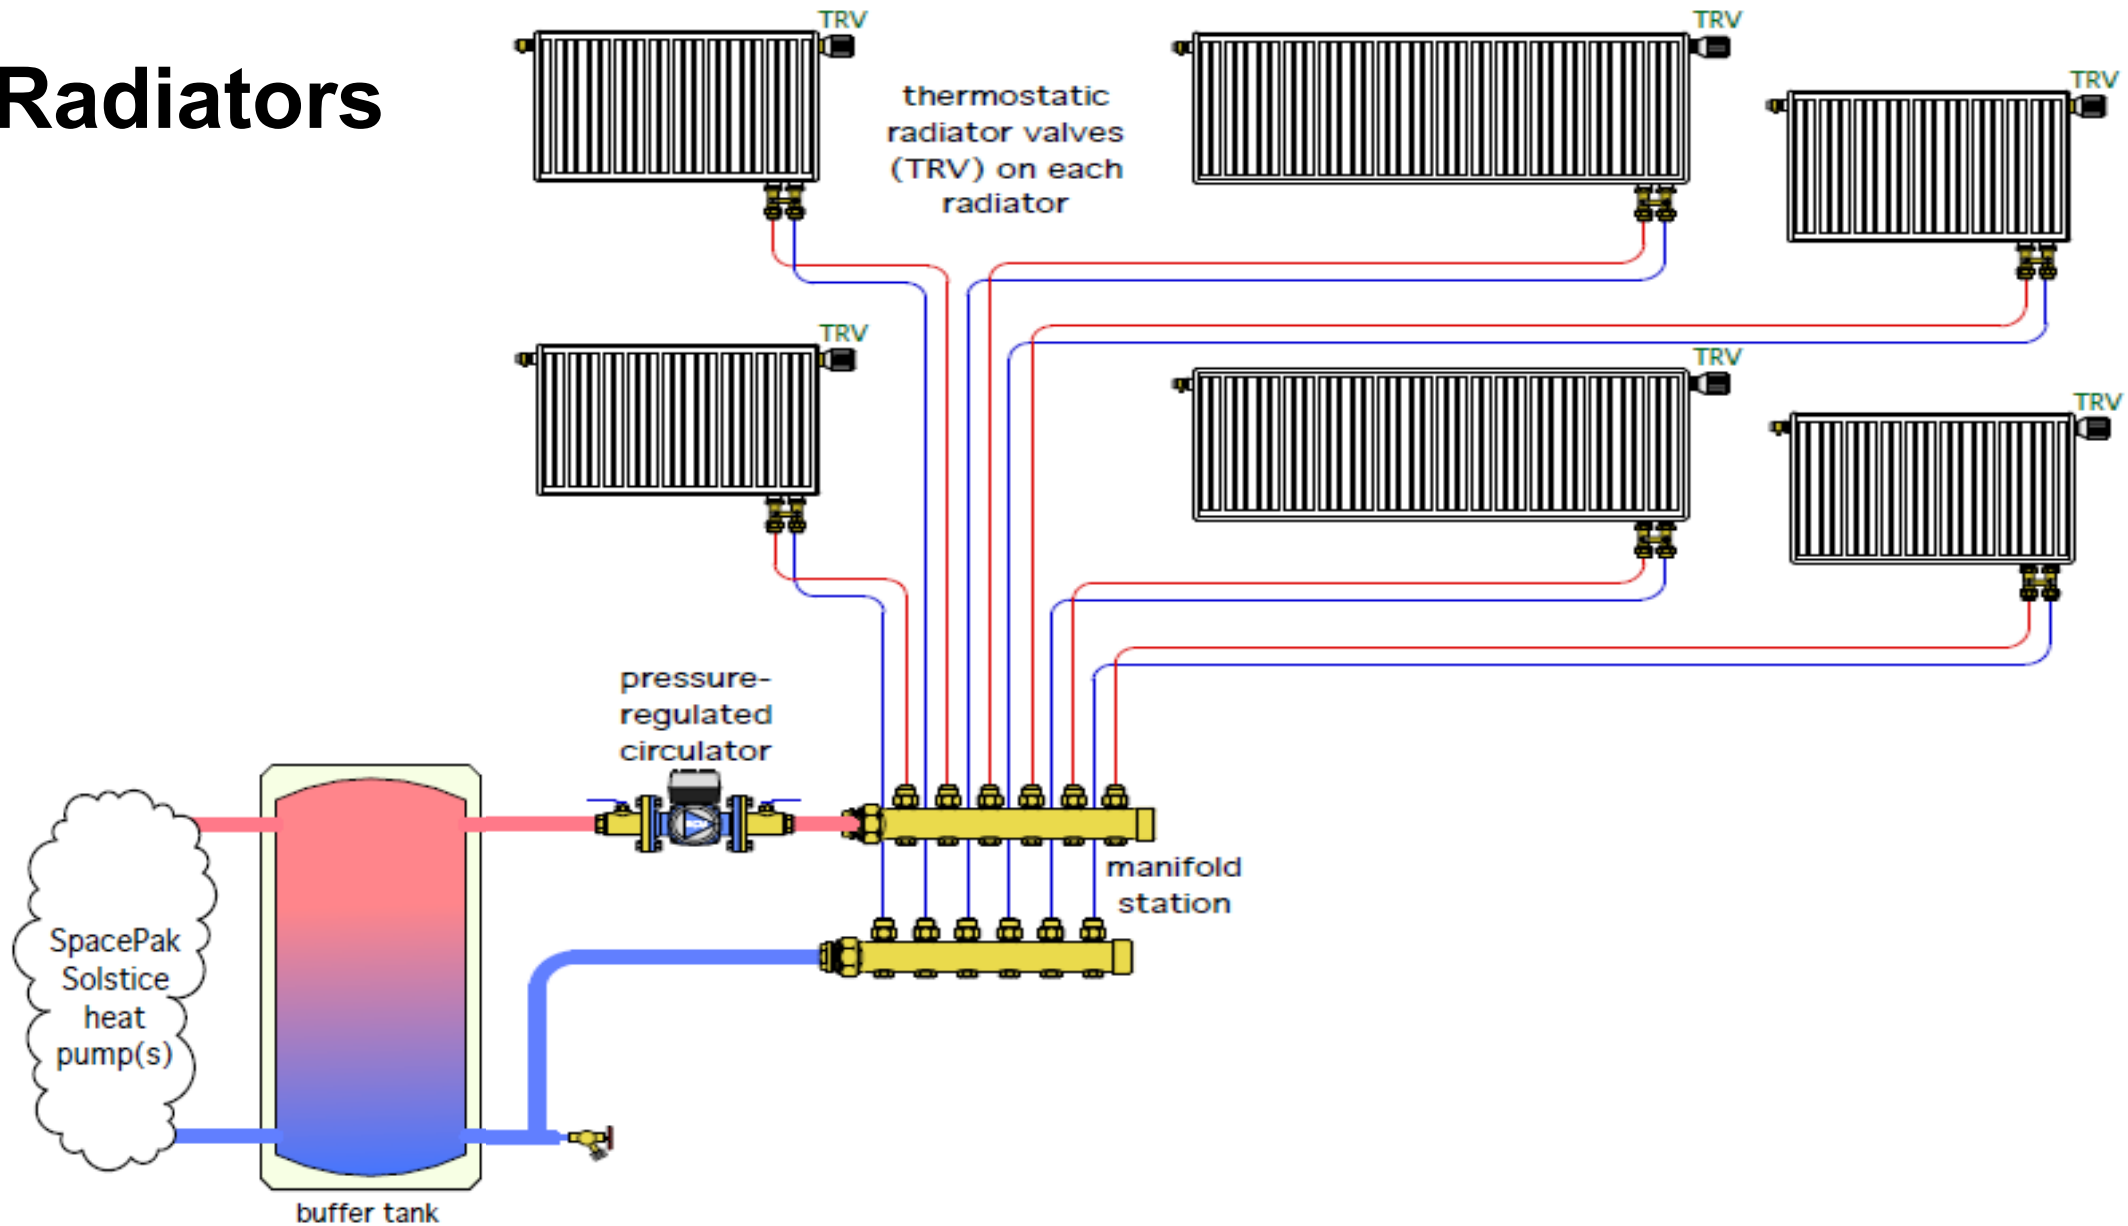 Radiators
TRV
TRV
TRV
thermostatic
radiator valves
(TRV) on each
radiator
TRV
TRV
TRV
pressure-
regulated
circulator
manifold
station
SpacePak
Solstice
heat
pump(s)
buffer tank